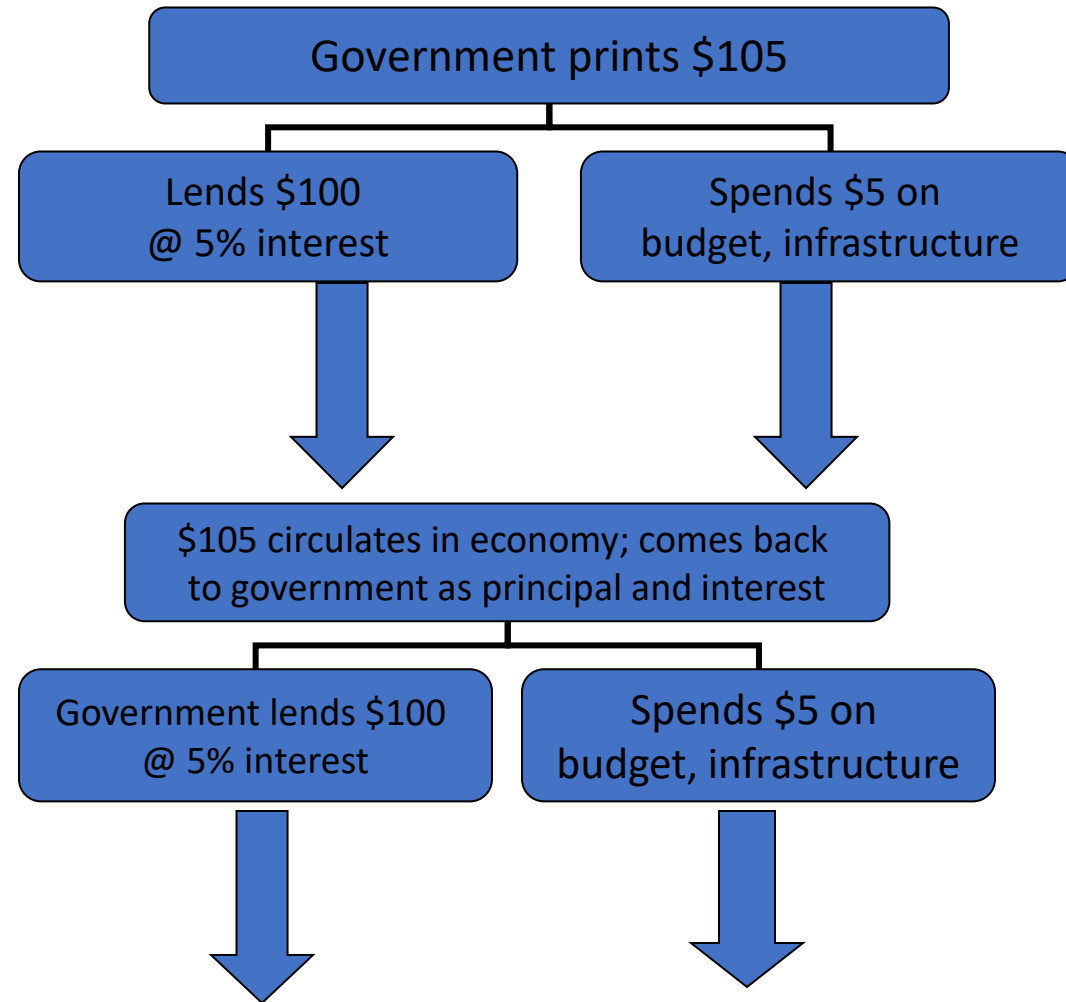 Government prints $105
Lends $100
@ 5% interest
Spends $5 on
budget, infrastructure
$105 circulates in economy; comes back
to government as principal and interest
Government lends $100
@ 5% interest
Spends $5 on
budget, infrastructure